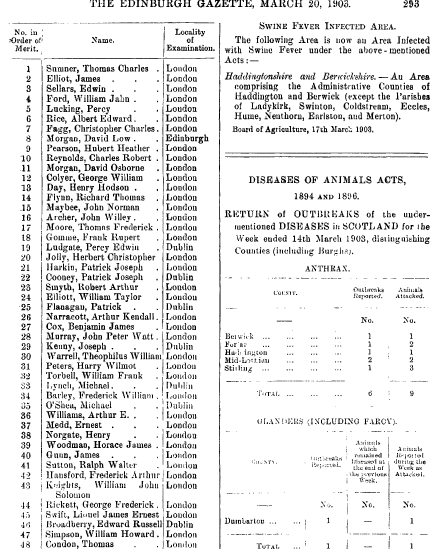 THE EDINBURGH GAZETTE, MARCH 20, 1903. 293
No. in Order of Merit. Name. Locality of Examination.
1 Sumner, Thomas Charles . London
2 Elliot, James . . London
3 Sellars, Edwin . . London
4 Ford, William John . London
5 Lucking, Percy . London
6 Rice, Albert Edward . London
7 Fagg, Christopher Charles . London
8 Morgan, David Low . Edinburgh
9 Pearson, Hubert Heather . London
10 Reynolds, Charles Robert . London
11 Morgan, David Osborne . London
12 Colyer, George William . London
13 Day, Henry Hodson . London
14 Flynn, Richard Thomas . London
15 Maybee, John Norman . London
16 Archer, John Willey . London
17 Moore, Thomas Frederick . London
18 Gomme, Frank Rupert . London
19 Ludgate, Percy Edwin . Dublin
20 Jolly, Herbert Christopher London
21 Harkin, Patrick Joseph . London
22 Cooney, Patrick Joseph . Dublin
23 Smyth, Robert Arthur . London
24 Elliott, William Taylor . London
25 Flanagan, Patrick . Dublin
26 Narracott, Arthur Kendall . London
27 Cox, Benjamin James . London
28 Murray, John Peter Watt . London
29 Kenny, Joseph . . Dublin
30 Warrell, Theophilus William London
31 Peters, Harry Wilmot . London
32 Torbell, William Frank . London
33 Lynch, Michael . . Dublin
34 Barley, Frederick William . London
35 O'Shea, Michael . Dublin
36 Williams, Arthur E. . London
37 Medd, Ernest . . London
38 Norgate, Henry . London
39 Woodman, Horace James . London
40 Gunn, James . . London
41 Sutton, Ralph Walter . London
42 Hansford, Frederick Arthur London
43 Knights, William John Solomon London
44 Rickett, George Frederick . London
45 Swift, Lionel James Ernest London
46 Broadberry, Edward Russell Dublin
47 Simpson, William Howard . London
48 Condon, Thomas . London
SWINE FEVER INFECTED AREA.
The following Area is now an Area Infected
with Swine Fever under the above-mentioned
Acts:—
Haddingtonshire and Berwickshire.—An Area
comprising the Administrative Counties of
Haddington and Berwick (except the Parishes
of Ladykirk, Swinton, Coldstream, Eccles,
Hume, Nenthorn, Earlston, and Merton).
Board of Agriculture, 17th March 1903.
DISEASES OF ANIMALS ACTS,
1894 AND 1896.
RETURN of OUTBREAKS of the under-
mentioned DISEASES in SCOTLAND for the
Week ended 14th March 1903, distinguishing
Counties (including Burghs).
ANTHRAX.
COUNTY. Outbreaks Reported. Animals Attacked.
No. No.
Berwick ... ... ... ... 1 1
Forfar ... ... ... ... 1 2
Haddington ... ... ... 1 1
Mid-Lothian ... ... ... 2 2
Stirling ... ... ... ... 1 3
TOTAL ... ... ... 6 9
GLANDERS (INCLUDING FARCY).
COUNTY. Outbreaks Reported. Animals which remained Diseased at the end of the previous Week. Animals Reported during the Week as Attacked.
No. No. No.
Dumbarton ... ... 1 — 1
TOTAL ... 1 — 1